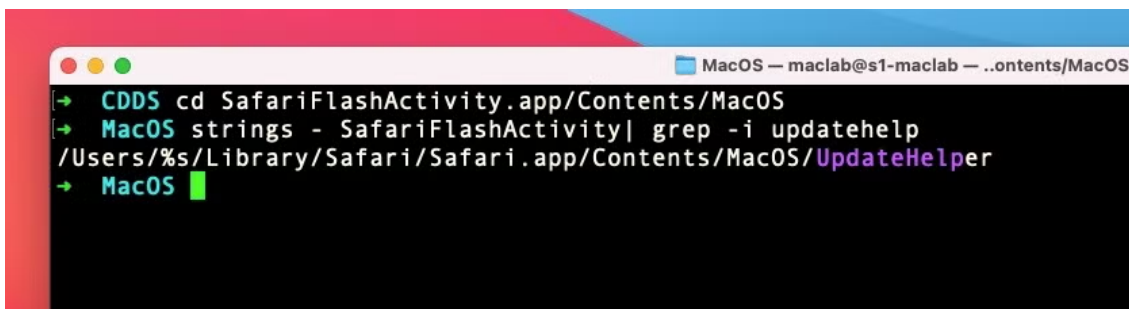 MacOS — maclab@s1-maclab — ..ontents/MacOS
[→ CDDS cd SafariFlashActivity.app/Contents/MacOS
[→ MacOS strings - SafariFlashActivity| grep -i updatehelp
/Users/%s/Library/Safari/Safari.app/Contents/MacOS/UpdateHelper
→ MacOS